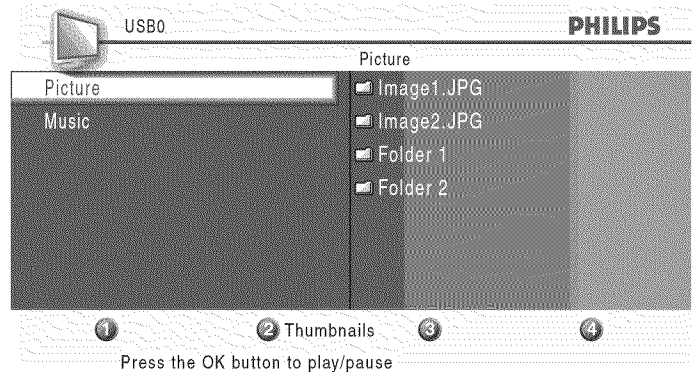 USB0
PHILIPS
Picture
Picture
Music
Image1.JPG
Image2.JPG
Folder 1
Folder 2
1
2 Thumbnails
3
4
Press the OK button to play/pause